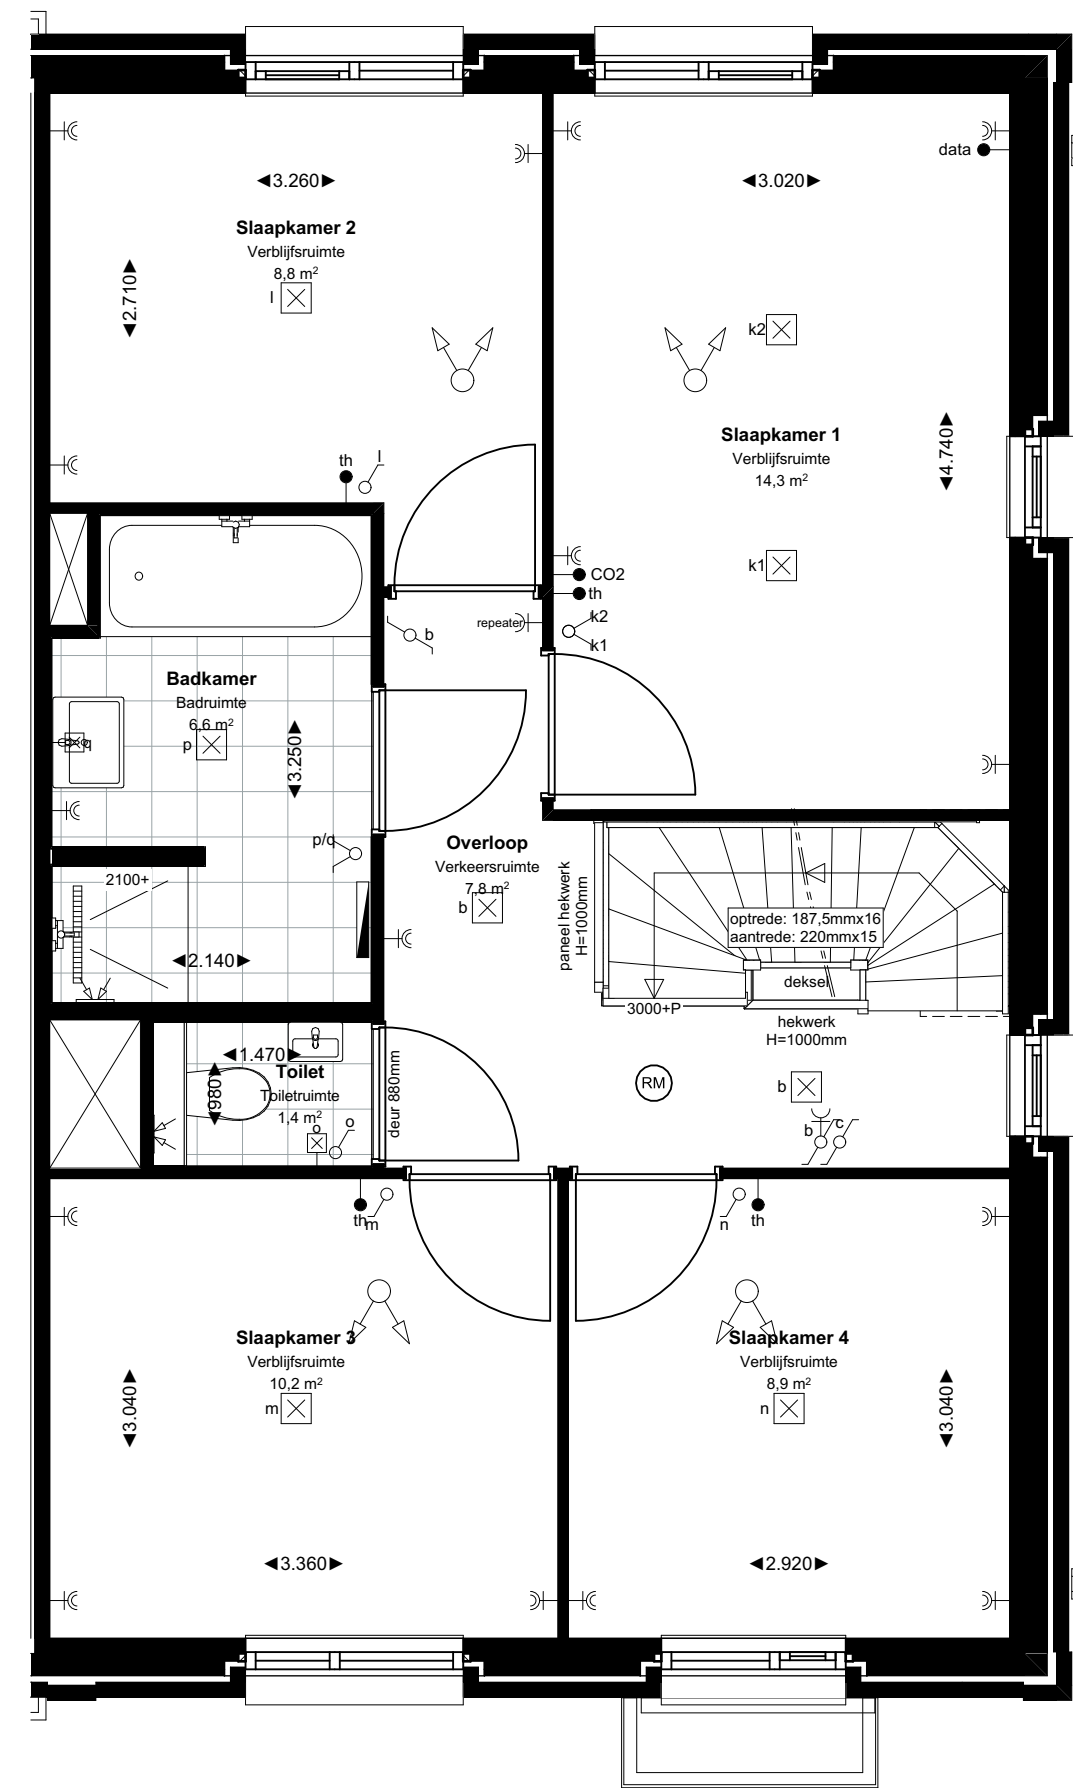 data
◀3.260▶
◀3.020▶
Slaapkamer 2
Verblijfsruimte
8,8 m²
l
◀2.710▶
k2
Slaapkamer 1
Verblijfsruimte
14,3 m²
◀4.740▶
th
l
k1
CO2
th
k2
k1
repeater
b
Badkamer
Badruimte
6,6 m²
p
q
◀3.250▶
p/q
2100+
◀2.140▶
Overloop
Verkeersruimte
7,8 m²
b
paneel hekwerk
H=1000mm
optrede: 187,5mmx16
aantrede: 220mmx15
deksel
3000+P
hekwerk
H=1000mm
◀1.470▶
Toilet
Toiletruimte
1,4 m²
◀980▶
o
o
deur 880mm
RM
b
b
c
th
m
n
th
Slaapkamer 3
Verblijfsruimte
10,2 m²
m
◀3.040▶
Slaapkamer 4
Verblijfsruimte
8,9 m²
n
◀3.040▶
◀3.360▶
◀2.920▶